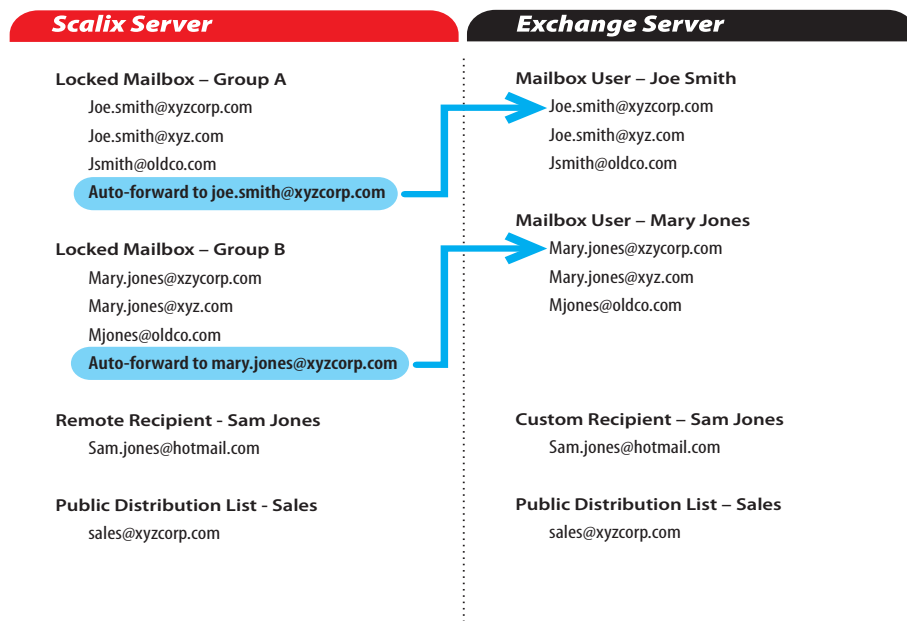 Scalix Server
Locked Mailbox – Group A
Joe.smith@xyzcorp.com
Joe.smith@xyz.com
Jsmith@oldco.com
Auto-forward to joe.smith@xyzcorp.com
Locked Mailbox – Group B
Mary.jones@xzycorp.com
Mary.jones@xyz.com
Mjones@oldco.com
Auto-forward to mary.jones@xyzcorp.com
Remote Recipient - Sam Jones
Sam.jones@hotmail.com
Public Distribution List - Sales
sales@xyzcorp.com
Exchange Server
Mailbox User – Joe Smith
Joe.smith@xyzcorp.com
Joe.smith@xyz.com
Jsmith@oldco.com
Mailbox User – Mary Jones
Mary.jones@xzycorp.com
Mary.jones@xyz.com
Mjones@oldco.com
Custom Recipient – Sam Jones
Sam.jones@hotmail.com
Public Distribution List – Sales
sales@xyzcorp.com